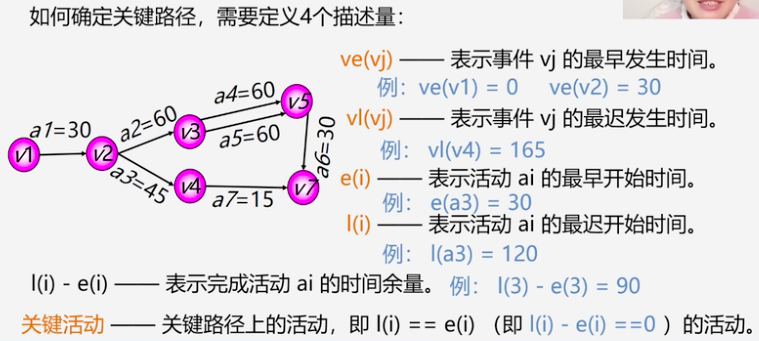 如何确定关键路径，需要定义4个描述量：
ve(vj) —— 表示事件 vj 的最早发生时间。
例：ve(v1) = 0 ve(v2) = 30
vl(vj) —— 表示事件 vj 的最迟发生时间。
例： vl(v4) = 165
e(i) —— 表示活动 ai 的最早开始时间。
例： e(a3) = 30
l(i) —— 表示活动 ai 的最迟开始时间。
例： l(a3) = 120
a1=30
a2=60
a3=45
a4=60
a5=60
a6=30
a7=15
v1
v2
v3
v4
v5
v7
l(i) - e(i) —— 表示完成活动 ai 的时间余量。 例： l(3) - e(3) = 90
关键活动 —— 关键路径上的活动，即 l(i) == e(i) （即 l(i) - e(i) ==0 ）的活动。